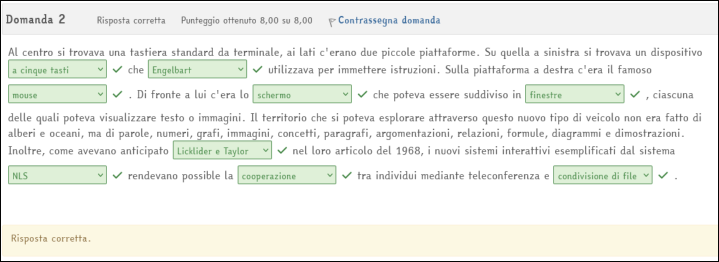 Domanda 2 Risposta corretta Punteggio ottenuto 8,00 su 8,00 Contrassegna domanda
Al centro si trovava una tastiera standard da terminale, ai lati c'erano due piccole piattaforme. Su quella a sinistra si trovava un dispositivo
a cinque tasti che Engelbart utilizzava per immettere istruzioni. Sulla piattaforma a destra c'era il famoso
mouse . Di fronte a lui c'era lo schermo che poteva essere suddiviso in finestre , ciascuna
delle quali poteva visualizzare testo o immagini. Il territorio che si poteva esplorare attraverso questo nuovo tipo di veicolo non era fatto di
alberi e oceani, ma di parole, numeri, grafi, immagini, concetti, paragrafi, argomentazioni, relazioni, formule, diagrammi e dimostrazioni.
Inoltre, come avevano anticipato Licklider e Taylor nel loro articolo del 1968, i nuovi sistemi interattivi esemplificati dal sistema
NLS rendevano possible la cooperazione tra individui mediante teleconferenza e condivisione di file .
Risposta corretta.